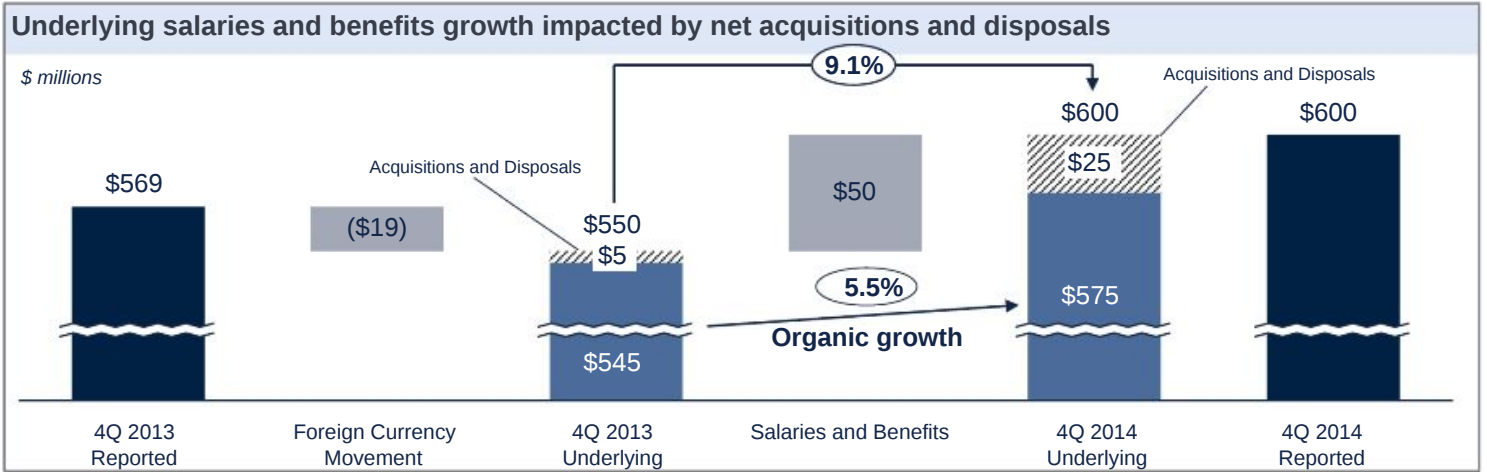 Underlying salaries and benefits growth impacted by net acquisitions and disposals
$ millions
9.1%
Acquisitions and Disposals
$600
$600
$25
Acquisitions and Disposals
$569
$50
($19)
$550
$5
5.5%
$575
Organic growth
$545
4Q 2013
Reported
Foreign Currency
Movement
4Q 2013
Underlying
Salaries and Benefits
4Q 2014
Underlying
4Q 2014
Reported